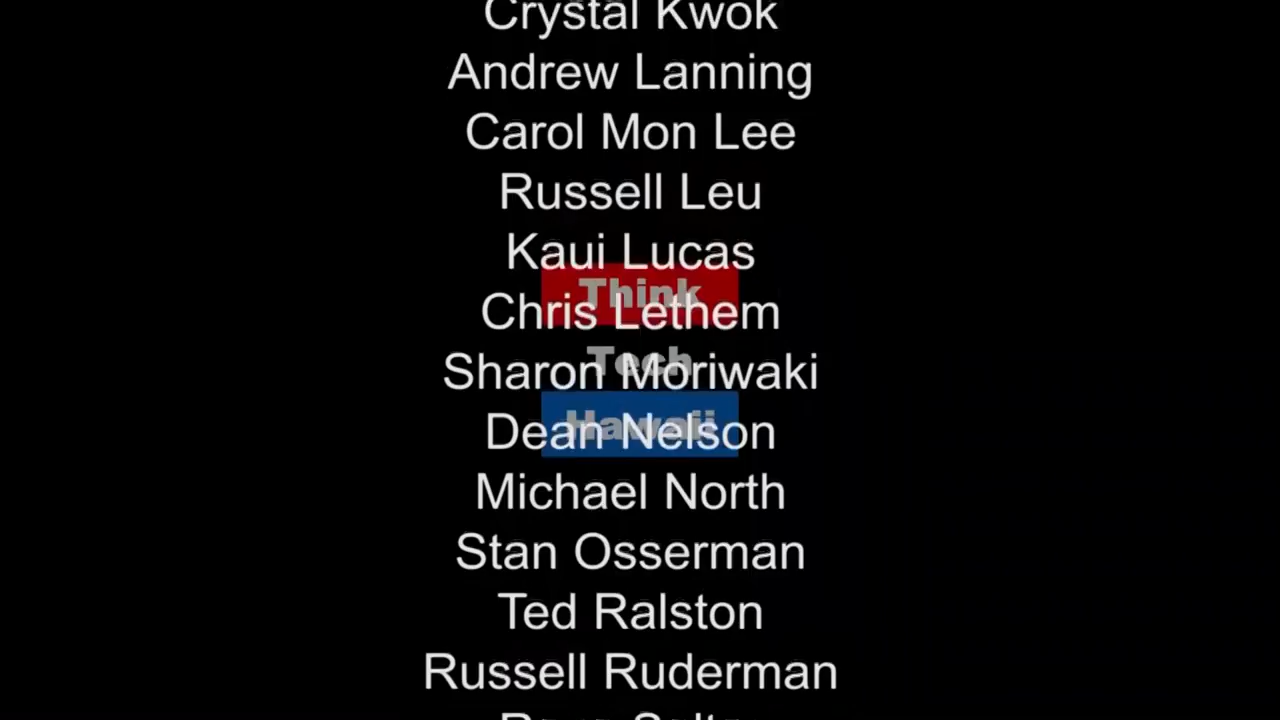 Crystal Kwok
Andrew Lanning
Carol Mon Lee
Russell Leu
Kaui Lucas
Think
Chris Lethem
Tech
Sharon Moriwaki
Hawaii
Dean Nelson
Michael North
Stan Osserman
Ted Ralston
Russell Ruderman